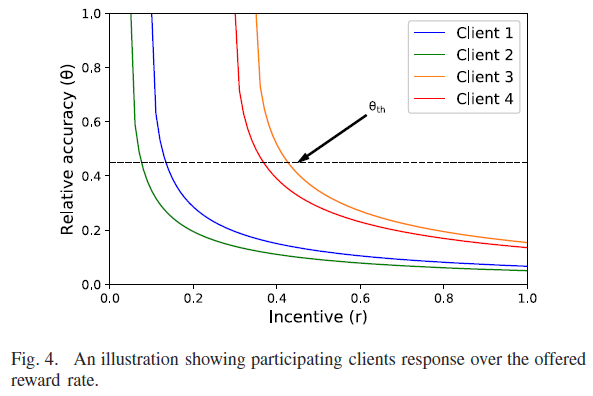 1.0
0.8
0.6
0.4
0.2
0.0
Relative accuracy (θ)
Client 1
Client 2
Client 3
Client 4
θth
0.0 0.2 0.4 0.6 0.8 1.0
Incentive (r)
Fig. 4. An illustration showing participating clients response over the offered
reward rate.